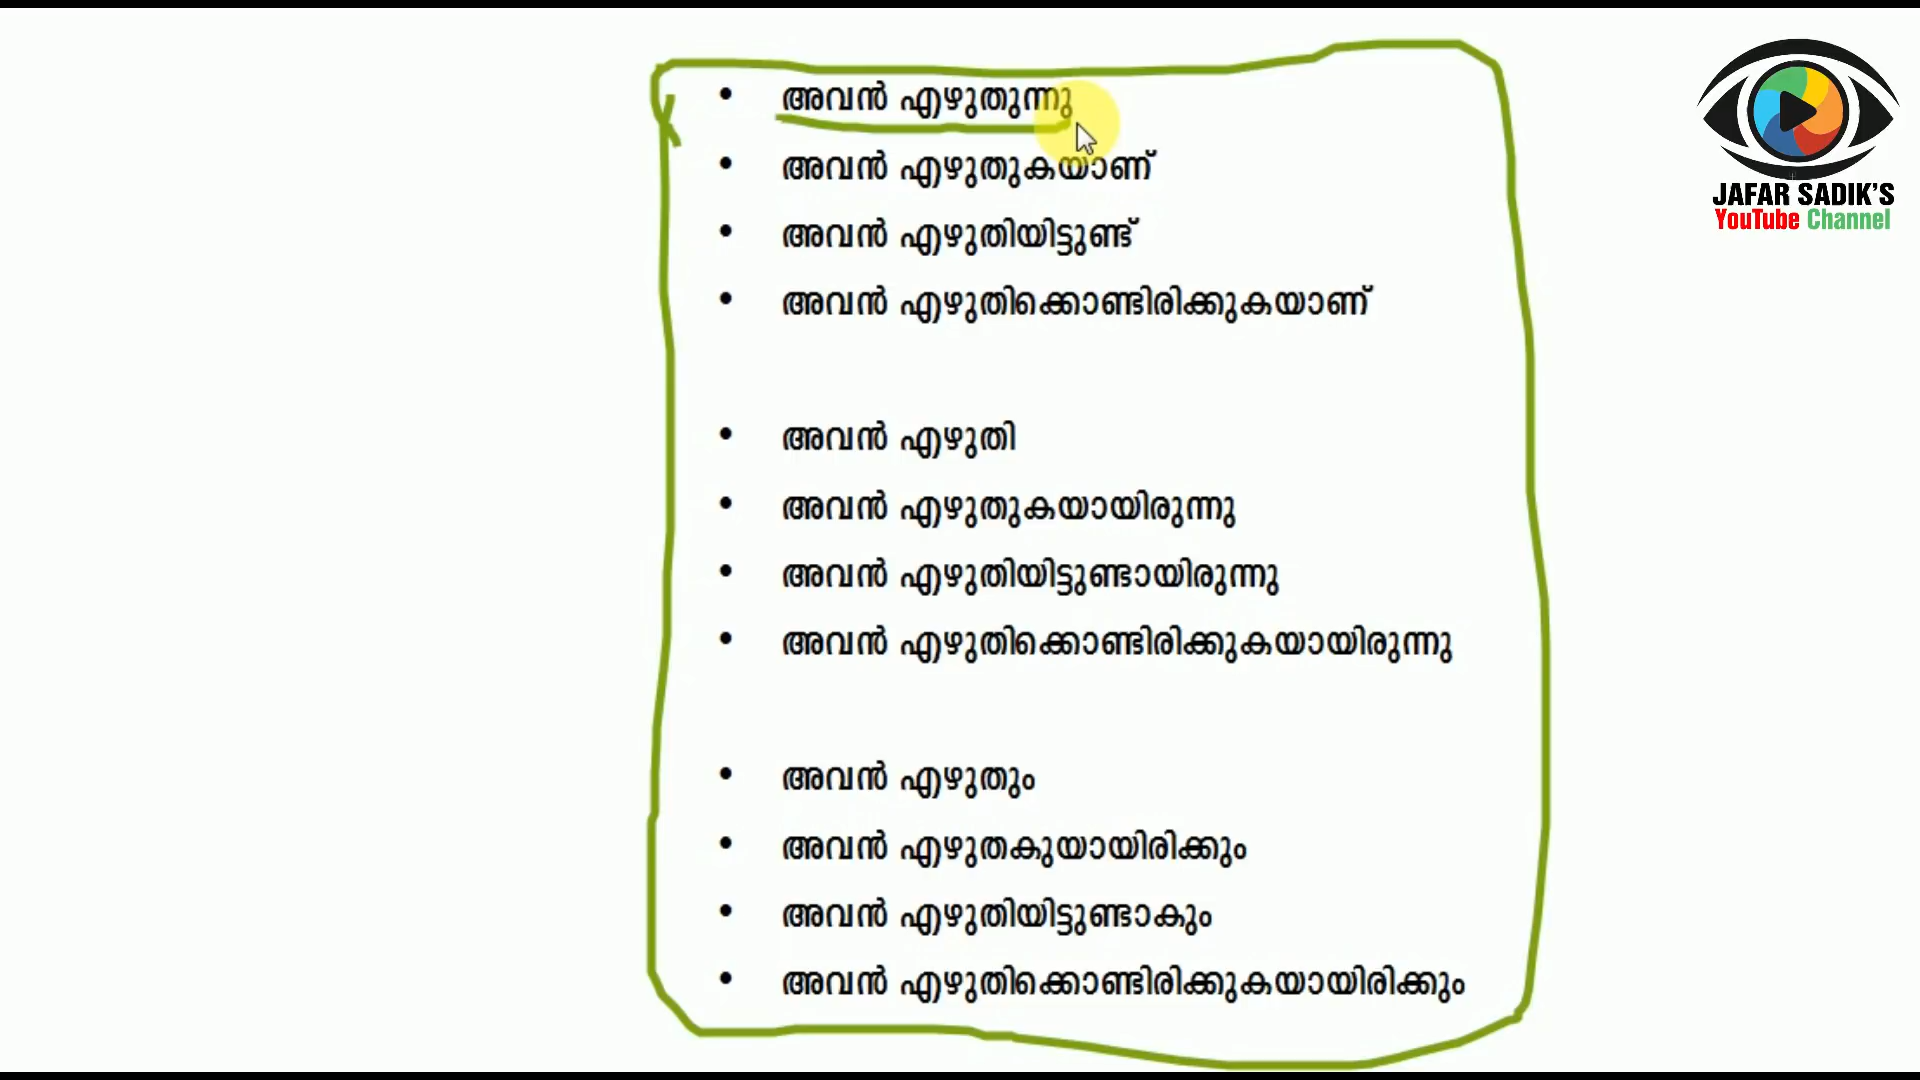 • അവൻ എഴുതുന്നു
• അവൻ എഴുതുകയാണ്
• അവൻ എഴുതിയിട്ടുണ്ട്
• അവൻ എഴുതിക്കൊണ്ടിരിക്കുകയാണ്
• അവൻ എഴുതി
• അവൻ എഴുതുകയായിരുന്നു
• അവൻ എഴുതിയിട്ടുണ്ടായിരുന്നു
• അവൻ എഴുതിക്കൊണ്ടിരിക്കുകയായിരുന്നു
• അവൻ എഴുതും
• അവൻ എഴുതകുയായിരിക്കും
• അവൻ എഴുതിയിട്ടുണ്ടാകും
• അവൻ എഴുതിക്കൊണ്ടിരിക്കുകയായിരിക്കും
JAFAR SADIK'S
YouTube Channel